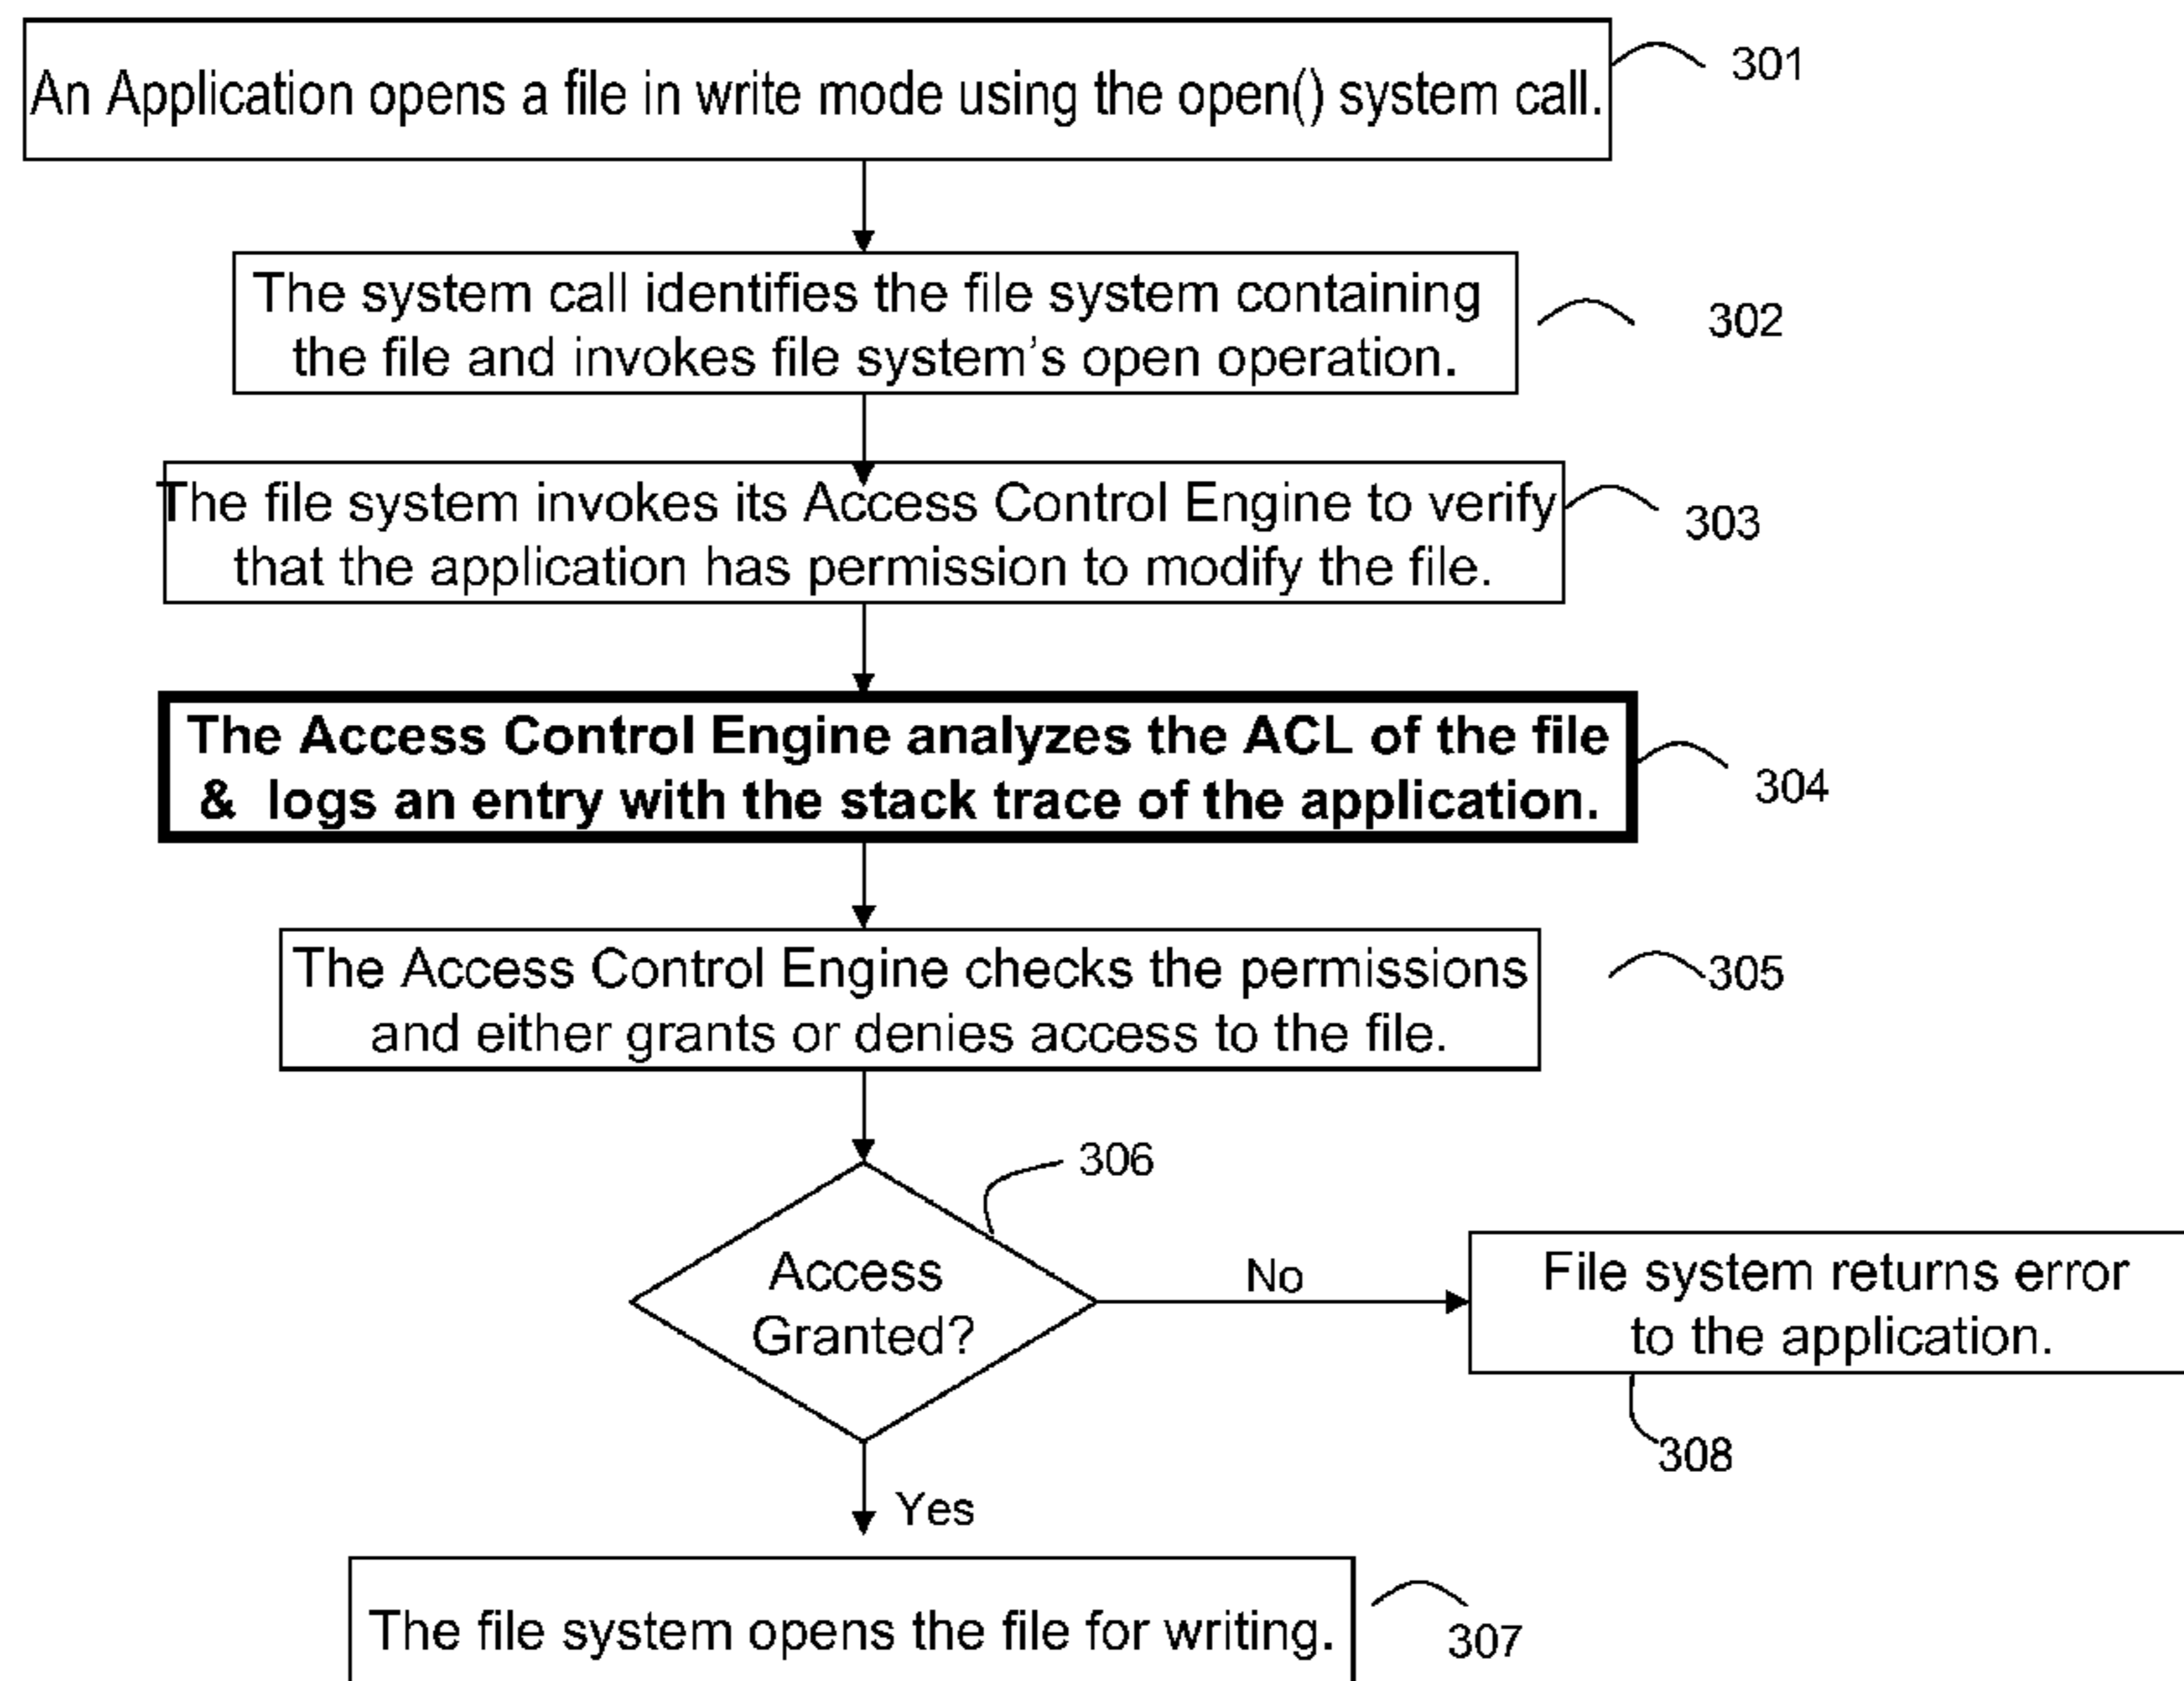 An Application opens a file in write mode using the open() system call.
301
The system call identifies the file system containing
the file and invokes file system's open operation.
302
The file system invokes its Access Control Engine to verify
that the application has permission to modify the file.
303
The Access Control Engine analyzes the ACL of the file
& logs an entry with the stack trace of the application.
304
The Access Control Engine checks the permissions
and either grants or denies access to the file.
305
306
Access
Granted?
No
File system returns error
to the application.
308
Yes
The file system opens the file for writing.
307